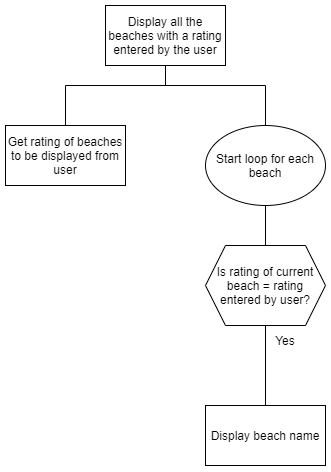 Display all the
beaches with a rating
entered by the user
Get rating of beaches
to be displayed from
user
Start loop for each
beach
Is rating of current
beach = rating
entered by user?
Yes
Display beach name